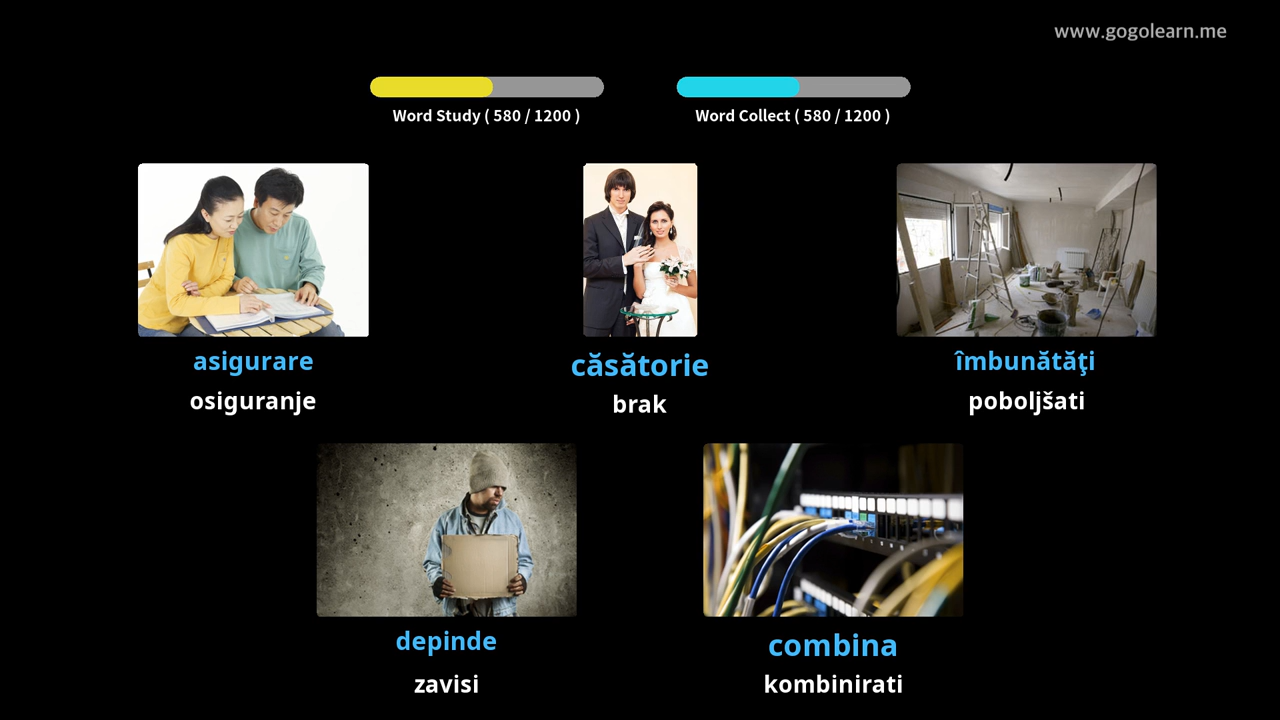 www.gogolearn.me
Word Study ( 580 / 1200 )
Word Collect ( 580 / 1200 )
asigurare
osiguranje
căsătorie
brak
îmbunătăţi
poboljšati
depinde
zavisi
combina
kombinirati